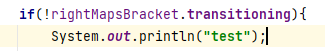 if(!rightMapsBracket.transitioning){
System.out.println("test");